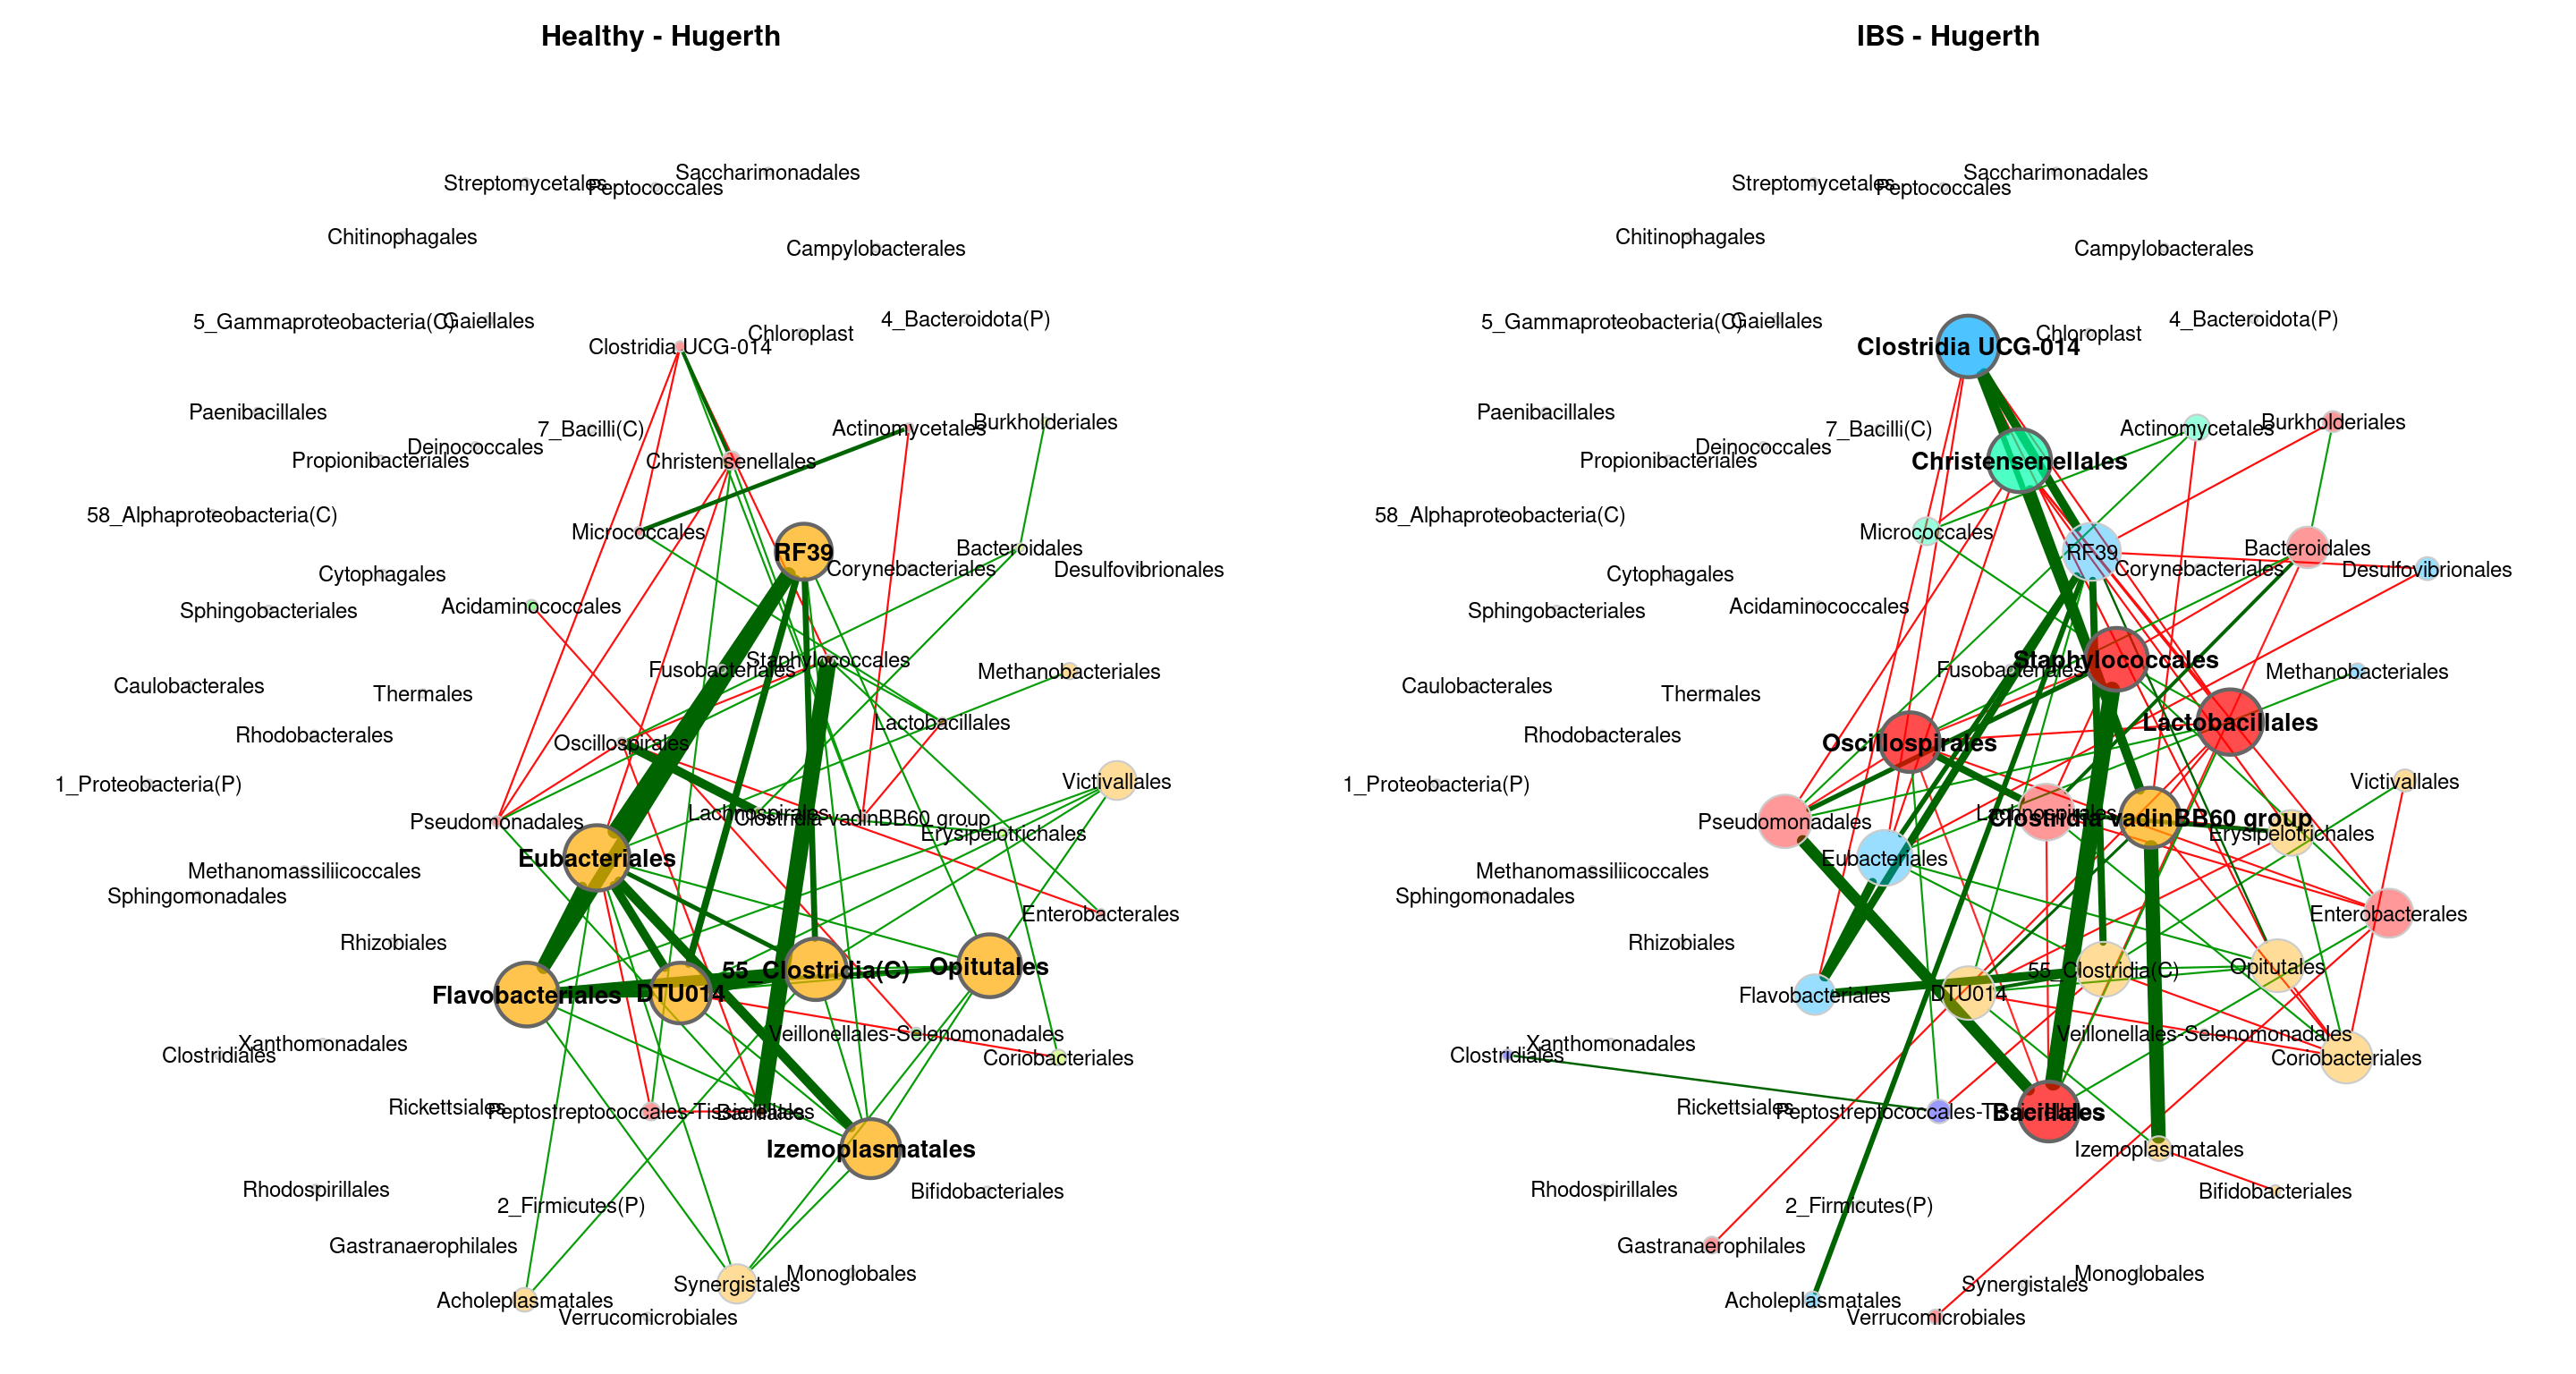 Healthy - Hugerth
Saccharimonadales
Streptomycetales
Peptococcales
Chitinophagales
Campylobacterales
5_Gammaproteobacteria(C)
Gaiellales
4_Bacteroidota(P)
Chloroplast
Clostridia UCG-014
Paenibacillales
7_Bacilli(C)
Actinomycetales
Burkholderiales
Deinococcales
Propionibacteriales
Christensenellales
58_Alphaproteobacteria(C)
Micrococcales
RF39
Bacteroidales
Corynebacteriales
Desulfovibrionales
Cytophagales
Sphingobacteriales
Acidaminococcales
Fusobacteriales
Staphylococcales
Methanobacteriales
Caulobacterales
Thermales
Lactobacillales
Rhodobacterales
Oscillospirales
1_Proteobacteria(P)
Victivallales
Pseudomonadales
Lachnospirales
Clostridia vadinBB60 group
Erysipelotrichales
Eubacteriales
Methanomassiliicoccales
Sphingomonadales
Enterobacterales
Rhizobiales
Flavobacteriales
DTU014
55_Clostridia(C)
Opitutales
Veillonellales-Selenomonadales
Xanthomonadales
Clostridiales
Coriobacteriales
Rickettsiales
Peptostreptococcales-Tissierellales
Bacillales
Izemoplasmatales
Rhodospirillales
2_Firmicutes(P)
Bifidobacteriales
Gastranaerophilales
Synergistales
Monoglobales
Acholeplasmatales
Verrucomicrobiales
IBS - Hugerth
Saccharimonadales
Streptomycetales
Peptococcales
Chitinophagales
Campylobacterales
5_Gammaproteobacteria(C)
Gaiellales
4_Bacteroidota(P)
Chloroplast
Clostridia UCG-014
Paenibacillales
7_Bacilli(C)
Actinomycetales
Burkholderiales
Deinococcales
Propionibacteriales
Christensenellales
58_Alphaproteobacteria(C)
Micrococcales
RF39
Bacteroidales
Corynebacteriales
Desulfovibrionales
Cytophagales
Sphingobacteriales
Acidaminococcales
Fusobacteriales
Staphylococcales
Methanobacteriales
Caulobacterales
Thermales
Lactobacillales
Rhodobacterales
Oscillospirales
1_Proteobacteria(P)
Victivallales
Pseudomonadales
Lachnospirales
Clostridia vadinBB60 group
Erysipelotrichales
Eubacteriales
Methanomassiliicoccales
Sphingomonadales
Enterobacterales
Rhizobiales
Flavobacteriales
DTU014
55_Clostridia(C)
Opitutales
Veillonellales-Selenomonadales
Xanthomonadales
Clostridiales
Coriobacteriales
Rickettsiales
Peptostreptococcales-Tissierellales
Bacillales
Izemoplasmatales
Rhodospirillales
2_Firmicutes(P)
Bifidobacteriales
Gastranaerophilales
Synergistales
Monoglobales
Acholeplasmatales
Verrucomicrobiales